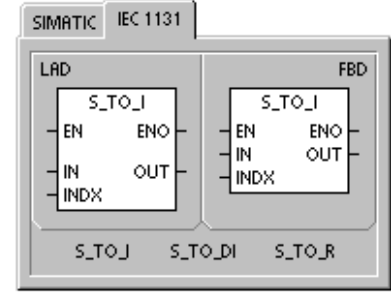 SIMATIC IEC 1131
LAD FBD
S_TO_I S_TO_I
EN ENO EN ENO
IN OUT IN OUT
INDX INDX
S_TO_I S_TO_DI S_TO_R